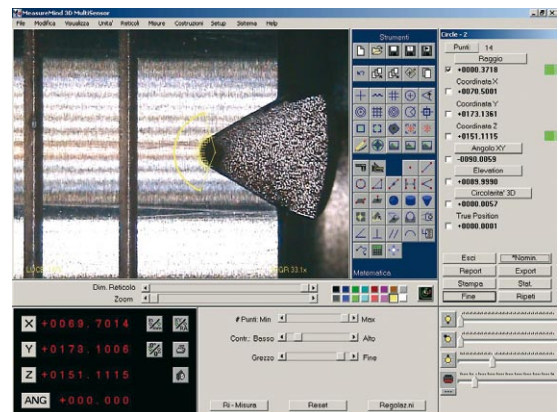 MeasureMind 3D MultiSensor
File Modifica Visualizza Unita' Reticoli Misure Costruzioni Setup Sistema Help
Strumenti
Circle - 2
Punti 14
Raggio
+0000.3718
Coordinata X
+0070.5001
Coordinata Y
+0173.1361
Coordinata Z
+0151.1115
Angolo XY
-0090.0059
Elevation
+0089.9990
Circolarita' 3D
+0000.0057
True Position
+0000.0001
Matematica
Esci *Nomin.
Report Export
Stampa Stat.
Fine Ripeti
Dim. Reticolo
Zoom
X +0069.7014
Y +0173.1006
Z +0151.1115
ANG +000.000
# Punti: Min Max
Contr.: Basso Alto
Grezzo Fine
Ri - Misura Reset Regolaz.ni